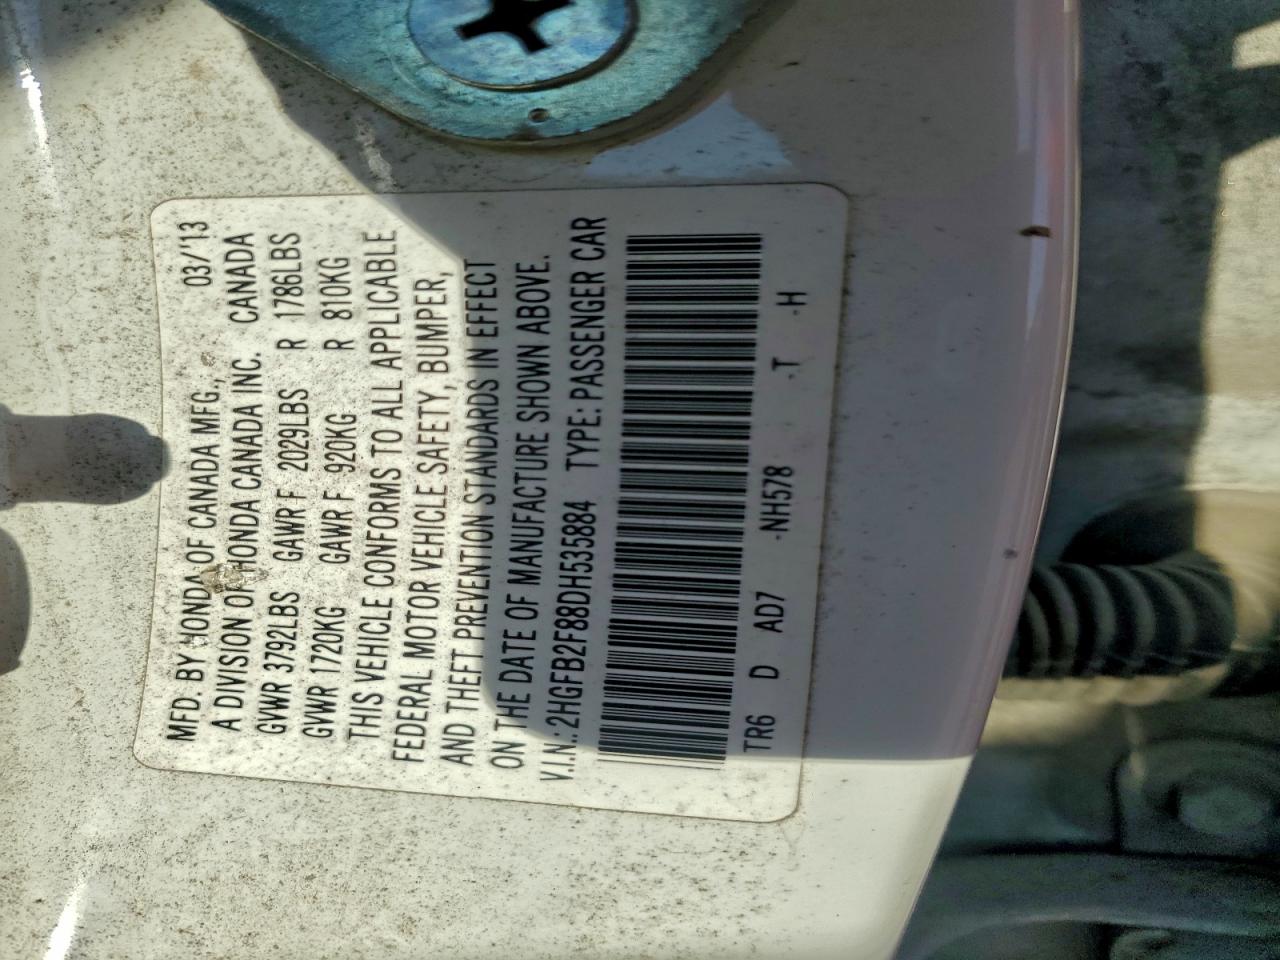 MFD. BY HONDA OF CANADA MFG., 03/'13
A DIVISION OF HONDA CANADA INC. CANADA
GVWR 3792LBS GAWR F 2029LBS R 1786LBS
GVWR 1720KG GAWR F 920KG R 810KG
THIS VEHICLE CONFORMS TO ALL APPLICABLE
FEDERAL MOTOR VEHICLE SAFETY, BUMPER,
AND THEFT PREVENTION STANDARDS IN EFFECT
ON THE DATE OF MANUFACTURE SHOWN ABOVE.
V.I.N.: 2HGFB2F88DH535884 TYPE: PASSENGER CAR
TR6 D AD7 -NH578 -T -H